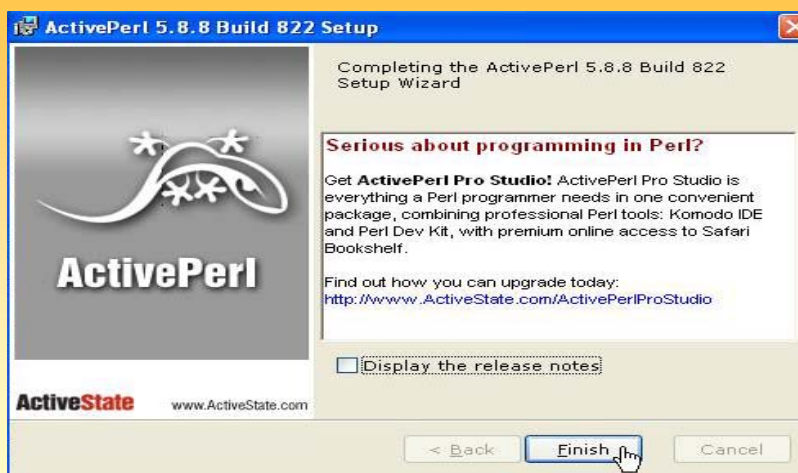 ActivePerl 5.8.8 Build 822 Setup
Completing the ActivePerl 5.8.8 Build 822
Setup Wizard
Serious about programming in Perl?
Get ActivePerl Pro Studio! ActivePerl Pro Studio is
everything a Perl programmer needs in one convenient
package, combining professional Perl tools: Komodo IDE
and Perl Dev Kit, with premium online access to Safari
Bookshelf.
Find out how you can upgrade today:
http://www.ActiveState.com/ActivePerlProStudio
ActivePerl
Display the release notes
ActiveState www.ActiveState.com
< Back Finish Cancel